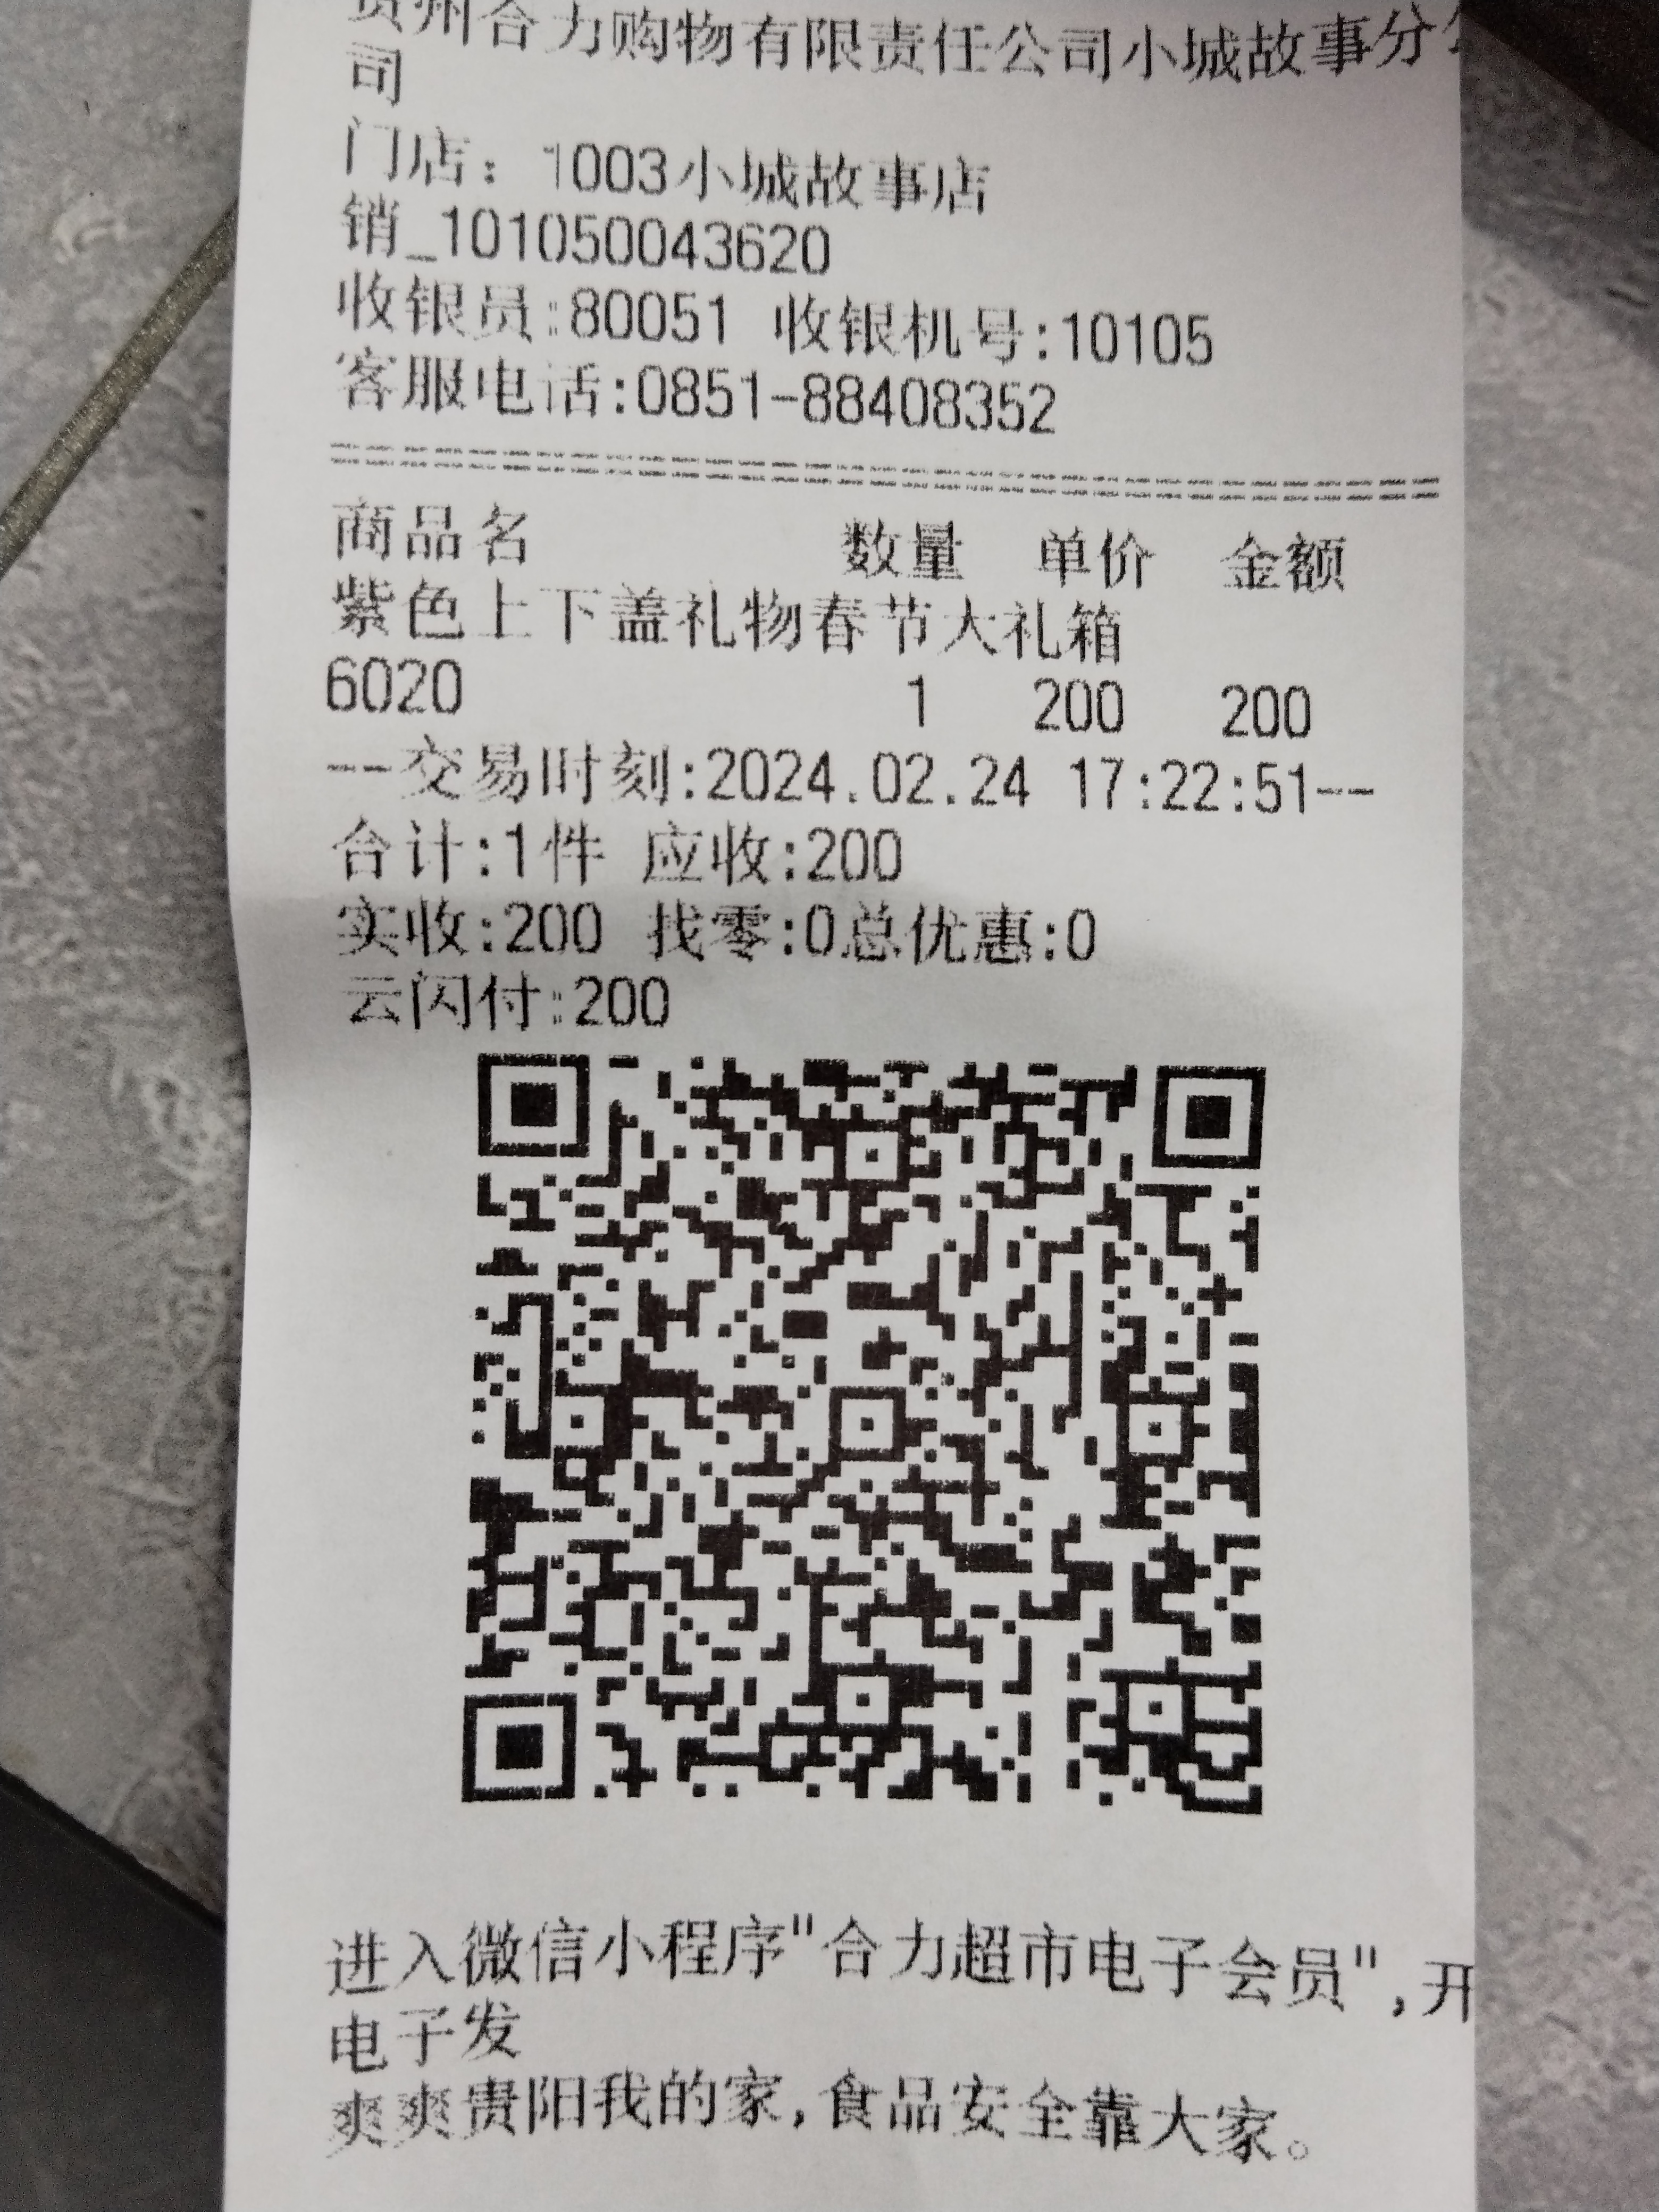 贵州合力购物有限责任公司小城故事分公
司
门店：1003小城故事店
销_101050043620
收银员:80051 收银机号:10105
客服电话:0851-88408352
商品名 数量 单价 金额
紫色上下盖礼物春节大礼箱
6020 1 200 200
--交易时刻:2024.02.24 17:22:51--
合计:1件 应收:200
实收:200 找零:0总优惠:0
云闪付:200
进入微信小程序"合力超市电子会员",开
电子发
爽爽贵阳我的家,食品安全靠大家。